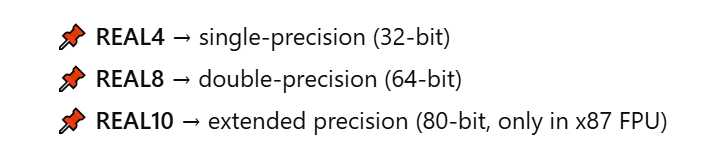 📌 REAL4 → single-precision (32-bit)
📌 REAL8 → double-precision (64-bit)
📌 REAL10 → extended precision (80-bit, only in x87 FPU)